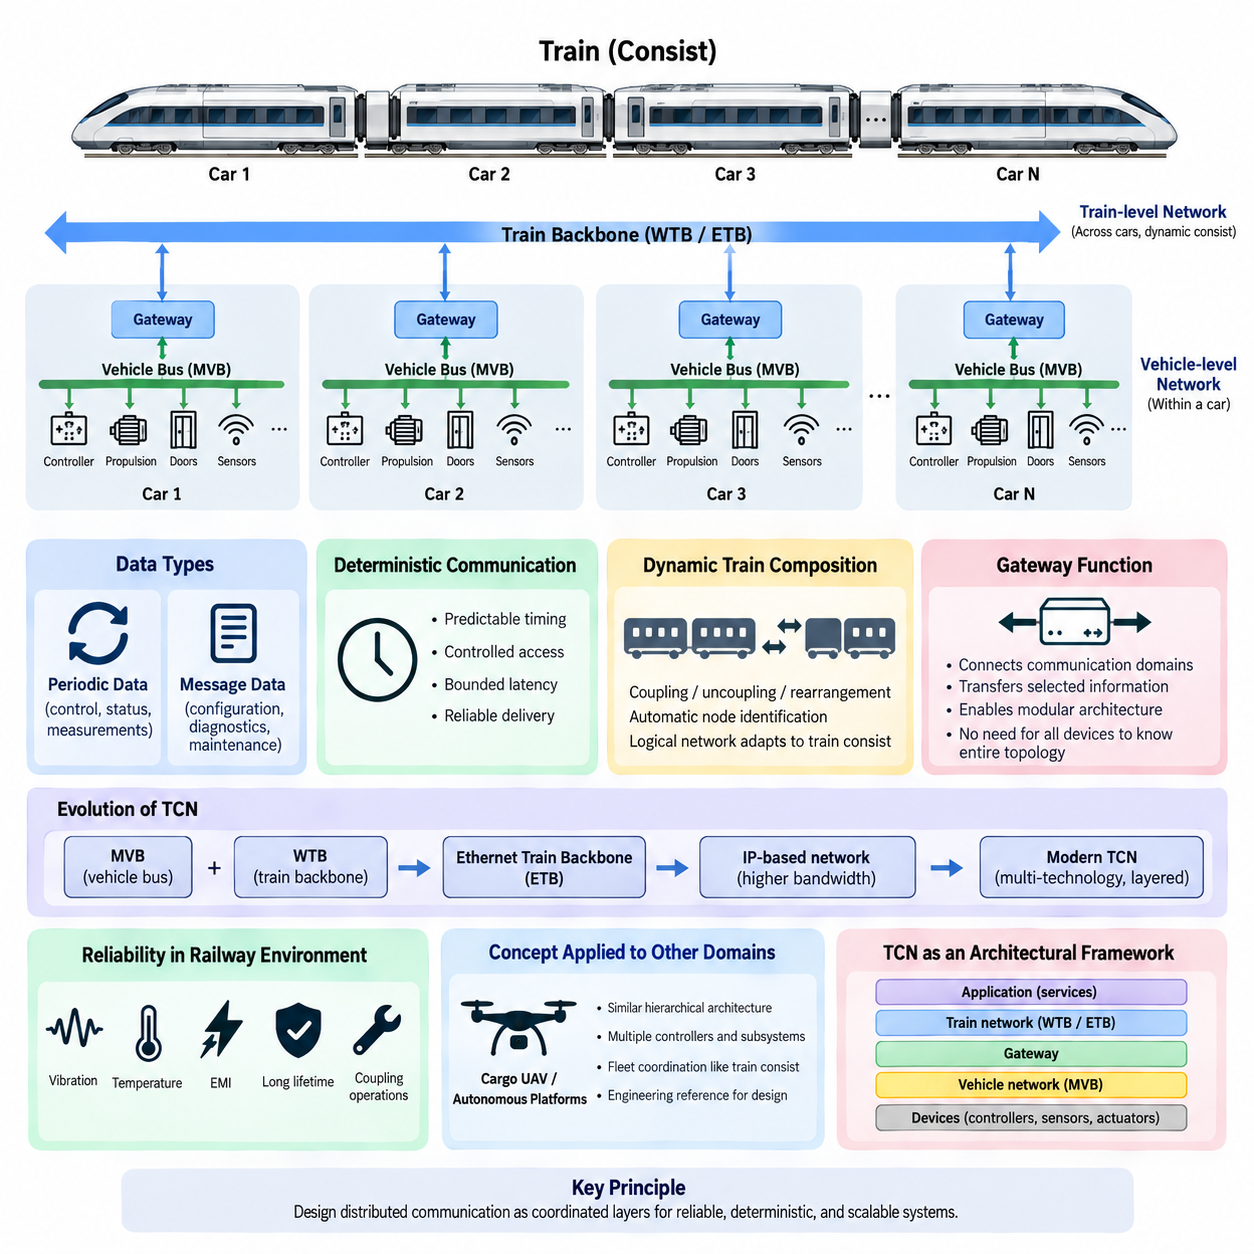 Train (Consist)
Car 1
Car 2
Car 3
Car N
Train Backbone (WTB / ETB)
Train-level Network
(Across cars, dynamic consist)
Gateway
Vehicle Bus (MVB)
Controller
Propulsion
Doors
Sensors
...
Car 1
Gateway
Vehicle Bus (MVB)
Controller
Propulsion
Doors
Sensors
...
Car 2
Gateway
Vehicle Bus (MVB)
Controller
Propulsion
Doors
Sensors
...
Car 3
...
Gateway
Vehicle Bus (MVB)
Controller
Propulsion
Doors
Sensors
...
Car N
Vehicle-level
Network
(Within a car)
Data Types
Periodic Data
(control, status,
measurements)
Message Data
(configuration,
diagnostics,
maintenance)
Deterministic Communication
• Predictable timing
• Controlled access
• Bounded latency
• Reliable delivery
Dynamic Train Composition
Coupling / uncoupling / rearrangement
Automatic node identification
Logical network adapts to train consist
Gateway Function
• Connects communication domains
• Transfers selected information
• Enables modular architecture
• No need for all devices to know
entire topology
Evolution of TCN
MVB
(vehicle bus)
+
WTB
(train backbone)
Ethernet Train Backbone
(ETB)
IP-based network
(higher bandwidth)
Modern TCN
(multi-technology, layered)
Reliability in Railway Environment
Vibration
Temperature
EMI
Long lifetime
Coupling
operations
Concept Applied to Other Domains
Cargo UAV /
Autonomous Platforms
• Similar hierarchical architecture
• Multiple controllers and subsystems
• Fleet coordination like train consist
• Engineering reference for design
TCN as an Architectural Framework
Application (services)
Train network (WTB / ETB)
Gateway
Vehicle network (MVB)
Devices (controllers, sensors, actuators)
Key Principle
Design distributed communication as coordinated layers for reliable, deterministic, and scalable systems.